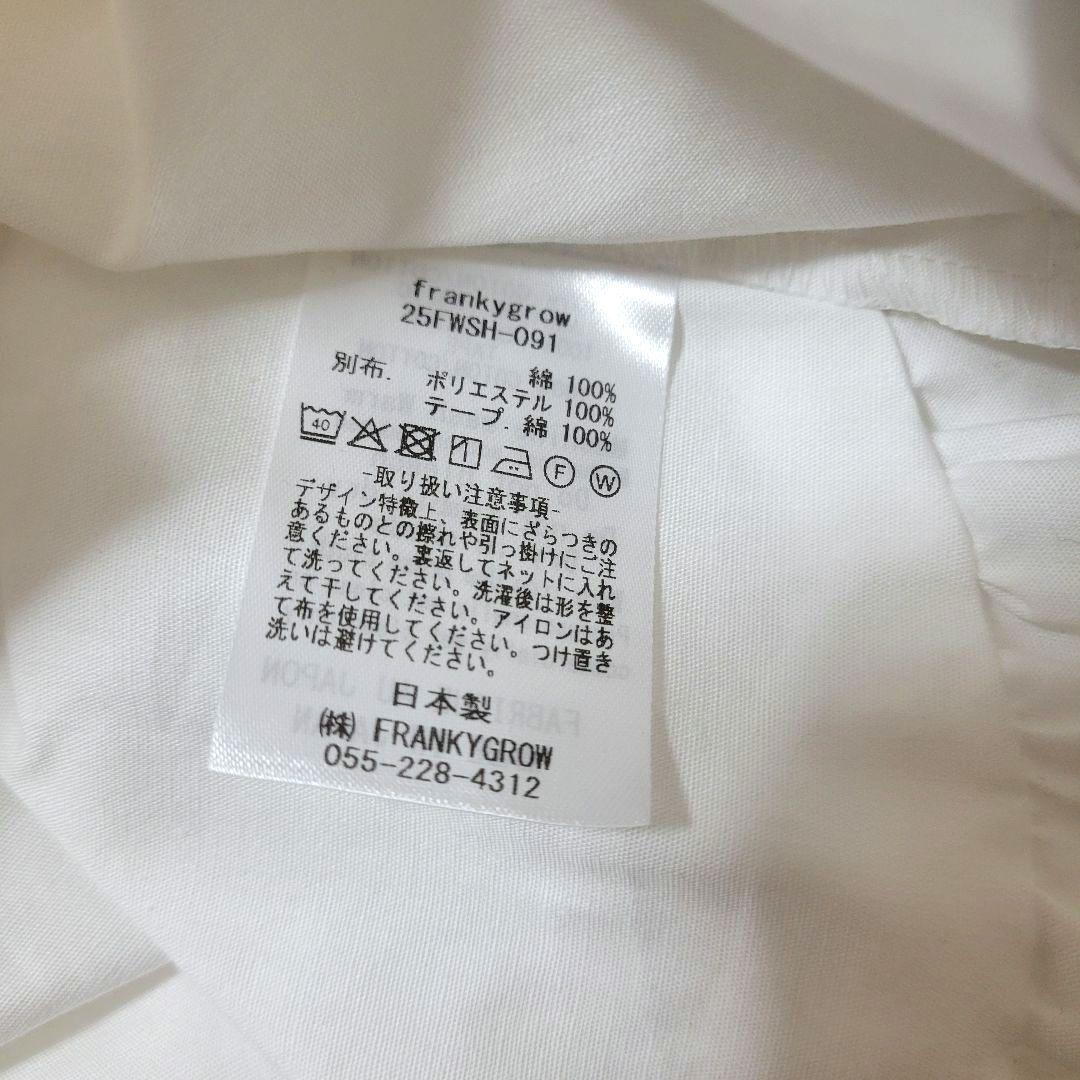 frankygrow
25FWSH-091
綿 100%
別布. ポリエステル 100%
テープ. 綿 100%
40
F
W
-取り扱い注意事項-
デザイン特徴上、表面にざらつきの
あるものとの擦れや引っ掛けにご注
意ください。裏返してネットに入れ
て洗ってください。洗濯後は形を整
えて干してください。アイロンはあ
て布を使用してください。つけ置き
洗いは避けてください。
日本製
㈱ FRANKYGROW
055-228-4312